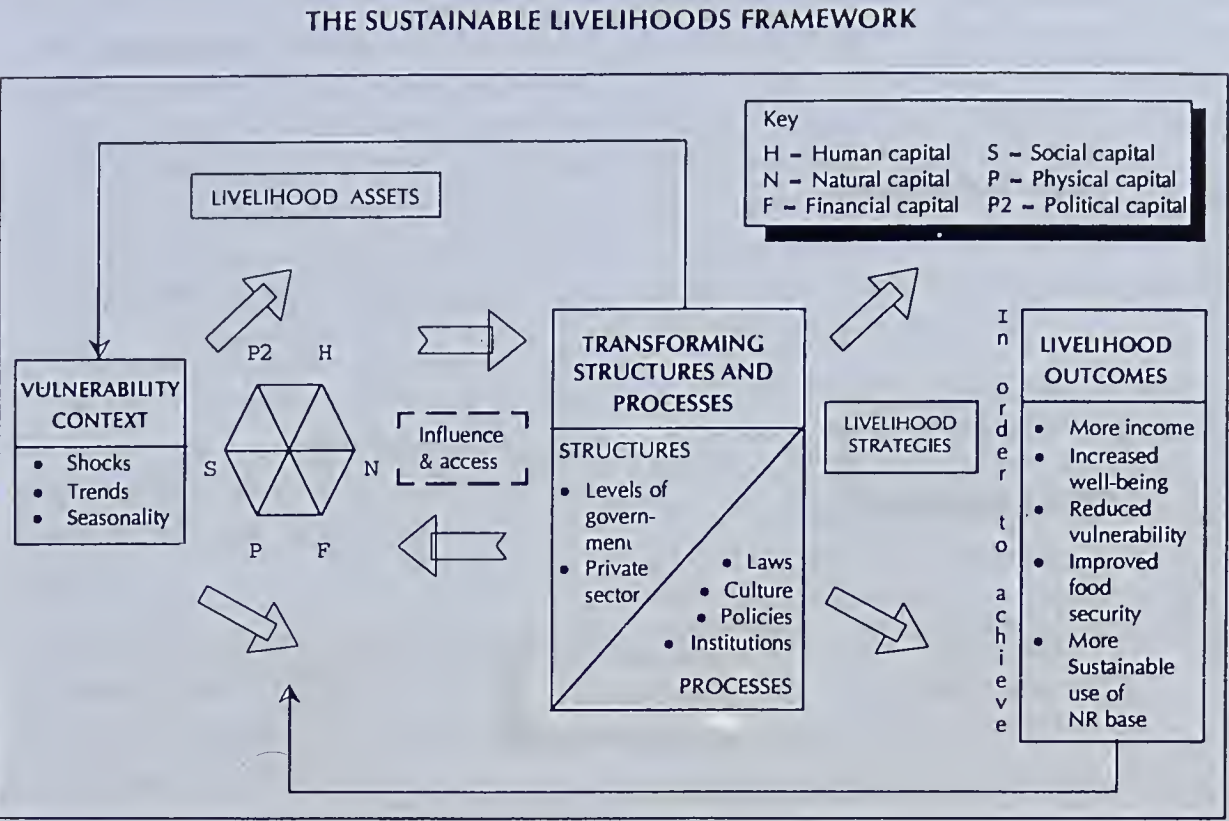 THE SUSTAINABLE LIVELIHOODS FRAMEWORK
Key
H – Human capital S – Social capital
N – Natural capital P – Physical capital
F – Financial capital P2 – Political capital
LIVELIHOOD ASSETS
P2 H
S N
P F
VULNERABILITY
CONTEXT
• Shocks
• Trends
• Seasonality
Influence
& access
TRANSFORMING
STRUCTURES AND
PROCESSES
STRUCTURES
• Levels of
govern-
ment
• Private
sector
• Laws
• Culture
• Policies
• Institutions
PROCESSES
LIVELIHOOD
STRATEGIES
In order to achieve
LIVELIHOOD
OUTCOMES
• More income
• Increased
well-being
• Reduced
vulnerability
• Improved
food
security
• More
Sustainable
use of
NR base